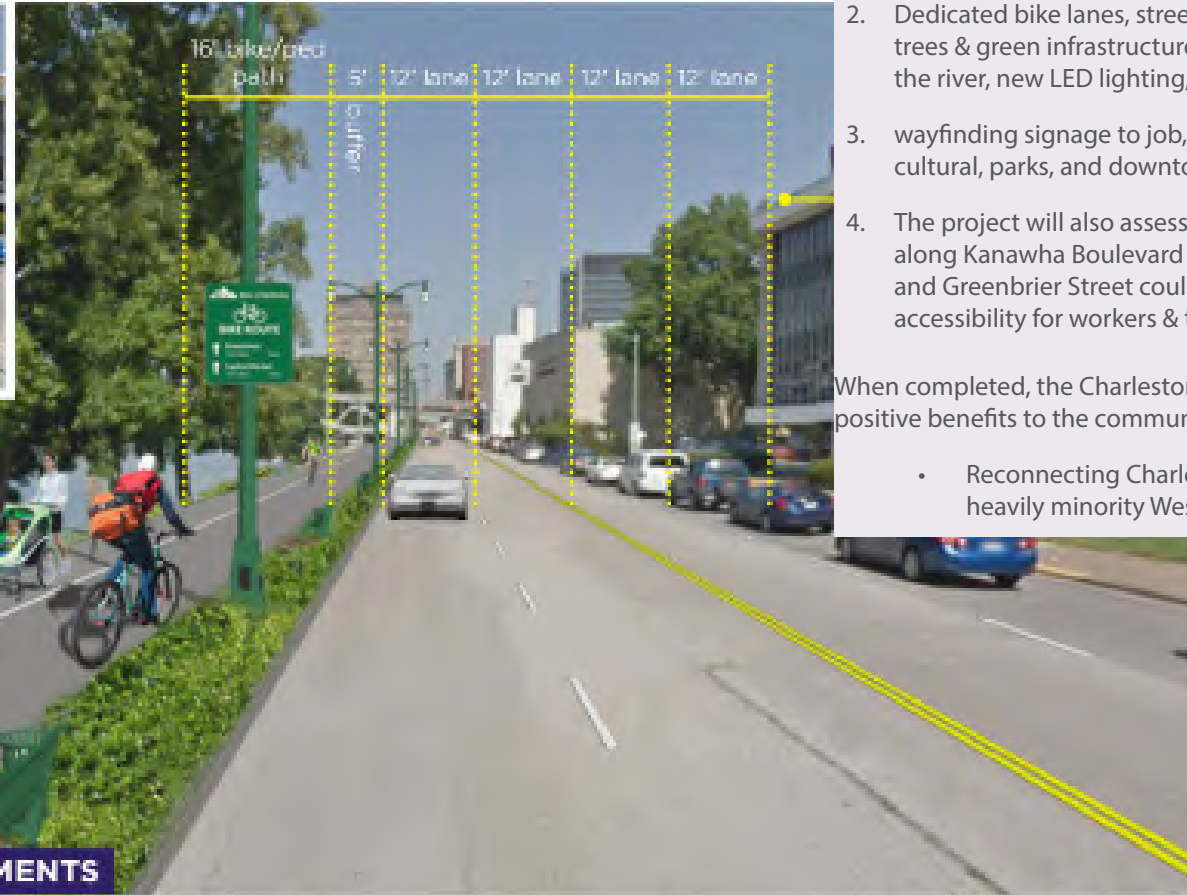 16' bike/ped
path
5'
buffer
12' lane
12' lane
12' lane
12' lane
BIKE ROUTE
MENTS
2. Dedicated bike lanes, stree
trees & green infrastructure
the river, new LED lighting,
3. wayfinding signage to job,
cultural, parks, and downto
4. The project will also assess
along Kanawha Boulevard
and Greenbrier Street coul
accessibility for workers & t
When completed, the Charlesto
positive benefits to the commun
• Reconnecting Charle
heavily minority Wes